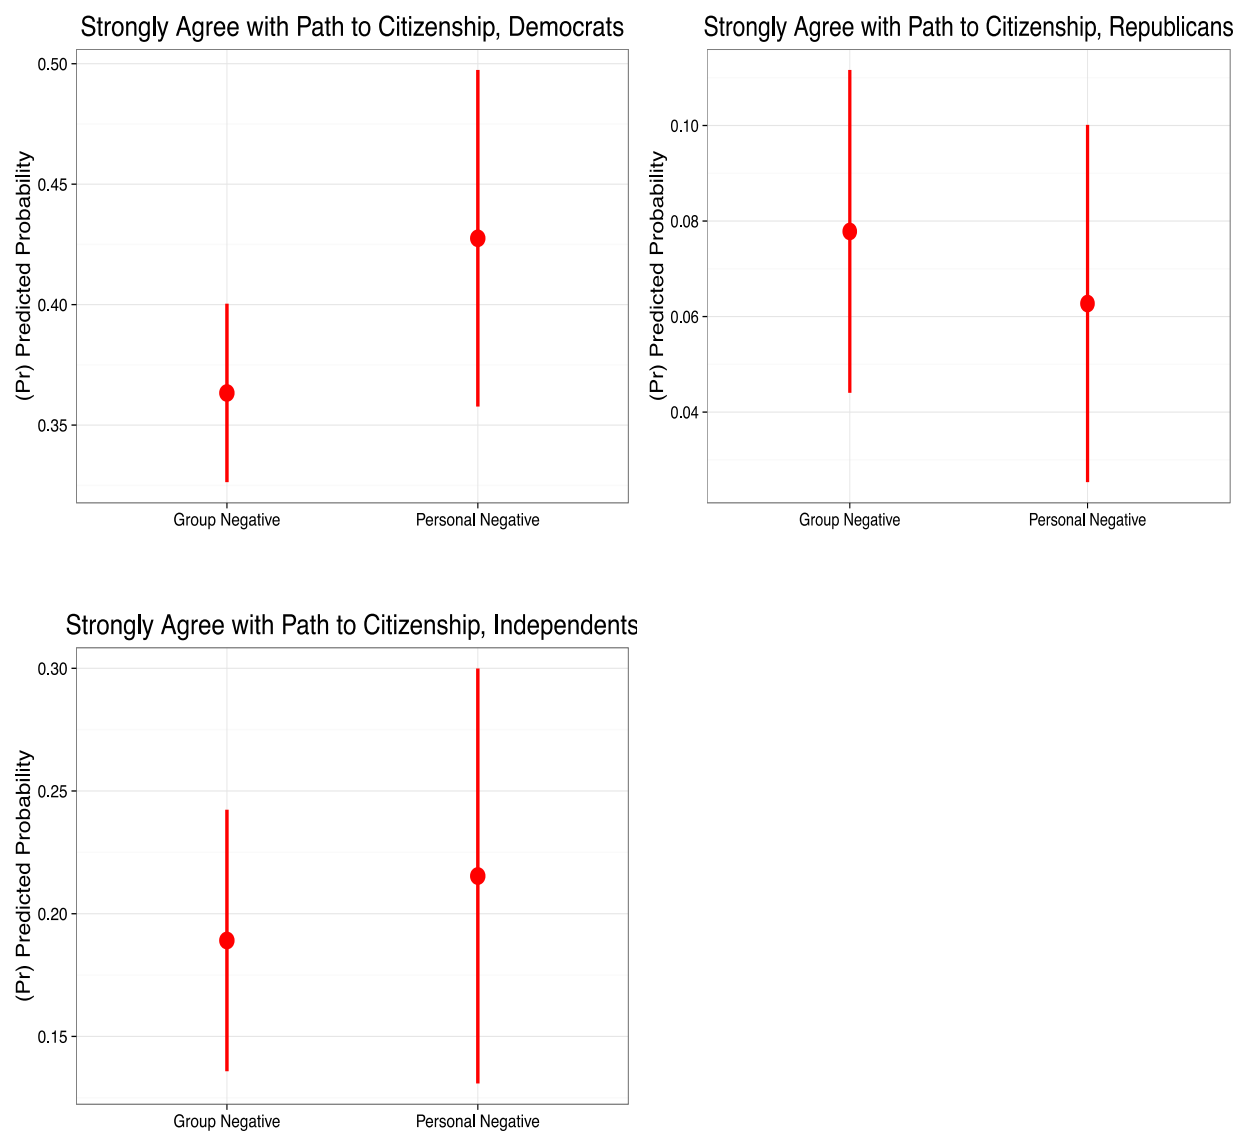 Strongly Agree with Path to Citizenship, Democrats
(Pr) Predicted Probability
0.50
0.45
0.40
0.35
Group Negative
Personal Negative
Strongly Agree with Path to Citizenship, Republicans
(Pr) Predicted Probability
0.10
0.08
0.06
0.04
Group Negative
Personal Negative
Strongly Agree with Path to Citizenship, Independents
(Pr) Predicted Probability
0.30
0.25
0.20
0.15
Group Negative
Personal Negative